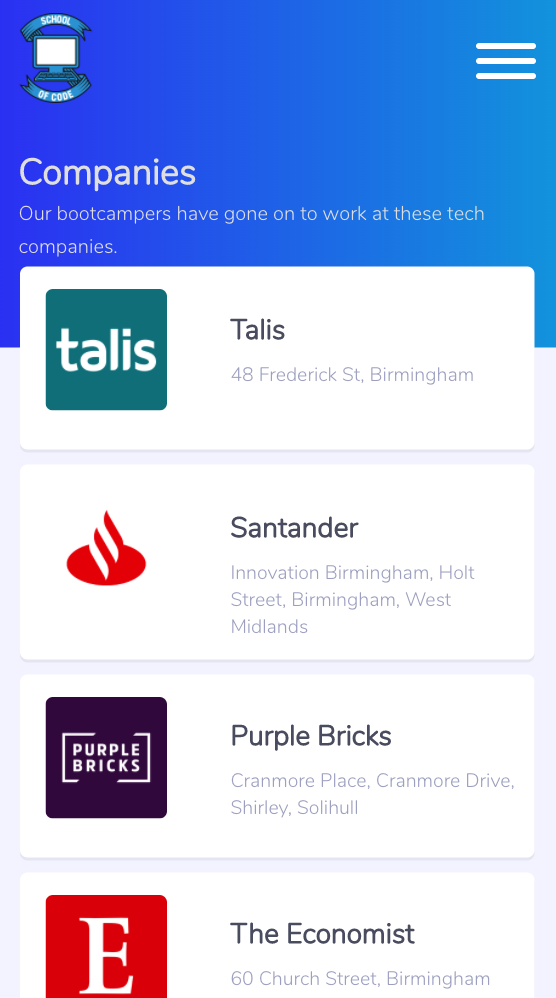 SCHOOL
OF CODE
Companies
Our bootcampers have gone on to work at these tech
companies.
talis
Talis
48 Frederick St, Birmingham
Santander
Innovation Birmingham, Holt
Street, Birmingham, West
Midlands
PURPLE
BRICKS
Purple Bricks
Cranmore Place, Cranmore Drive,
Shirley, Solihull
E
The Economist
60 Church Street, Birmingham